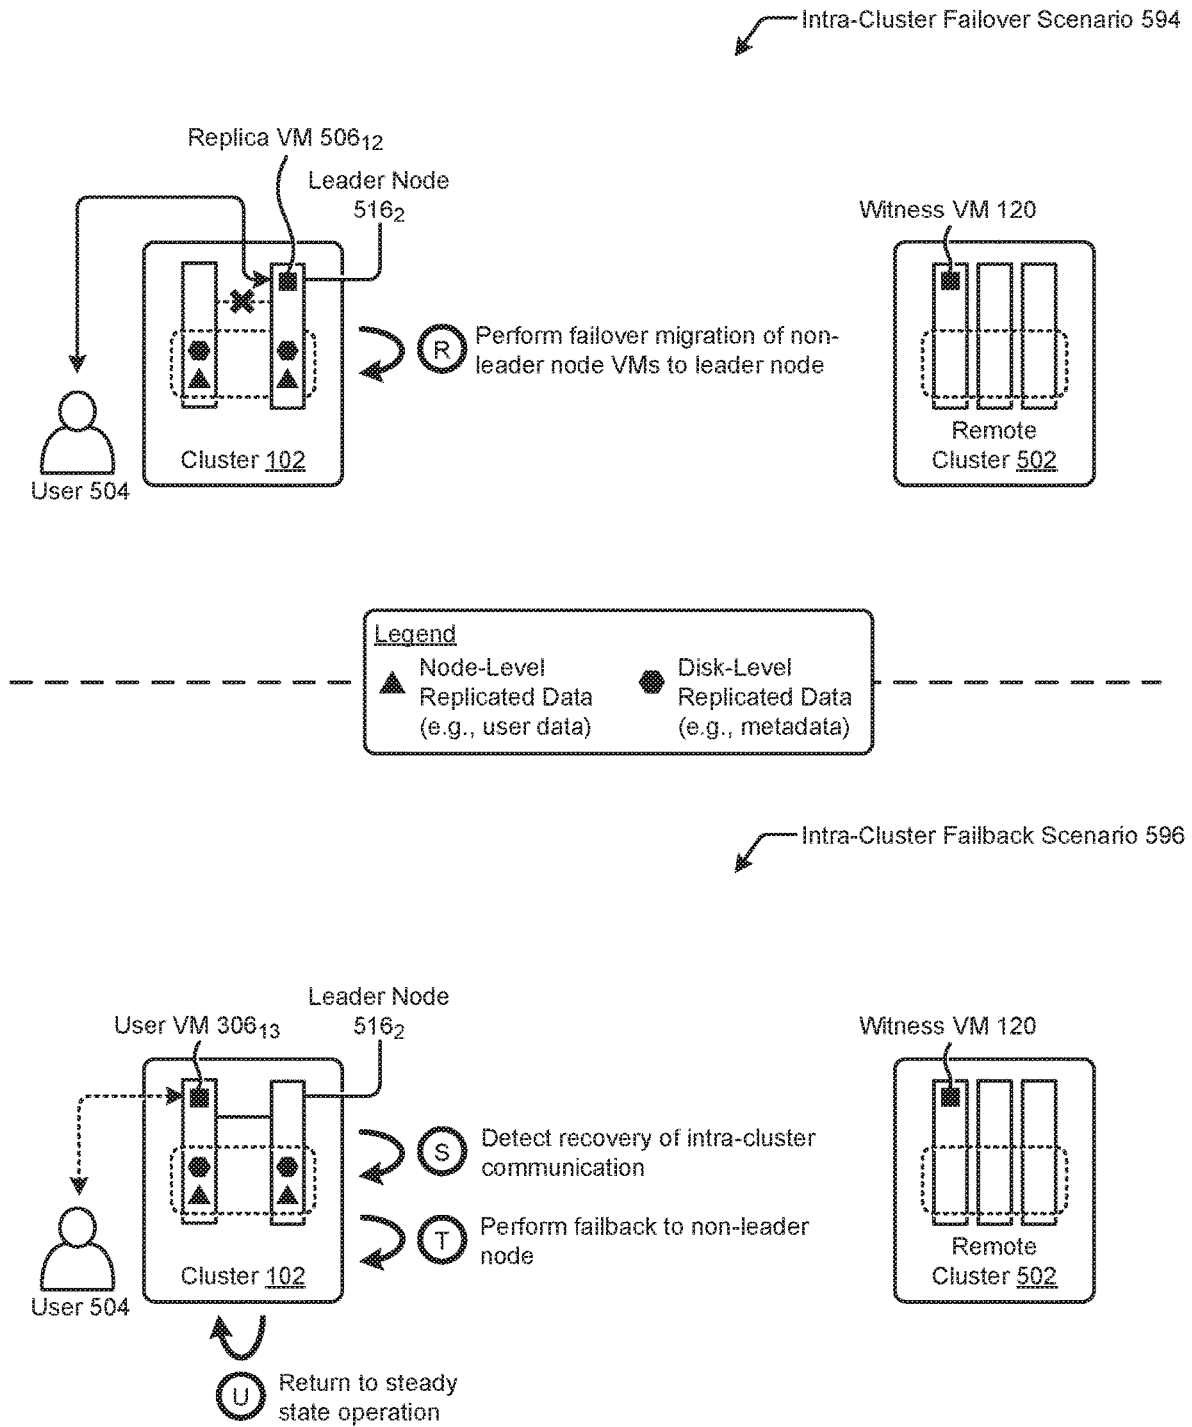 Intra-Cluster Failover Scenario 594
Replica VM 506₁₂
Leader Node
516₂
Witness VM 120
R
Perform failover migration of non-
leader node VMs to leader node
Cluster 102
User 504
Remote
Cluster 502
Legend
Node-Level
Replicated Data
(e.g., user data)
Disk-Level
Replicated Data
(e.g., metadata)
Intra-Cluster Failback Scenario 596
User VM 306₁₃
Leader Node
516₂
Witness VM 120
S
Detect recovery of intra-cluster
communication
T
Perform failback to non-leader
node
Cluster 102
User 504
Remote
Cluster 502
U
Return to steady
state operation